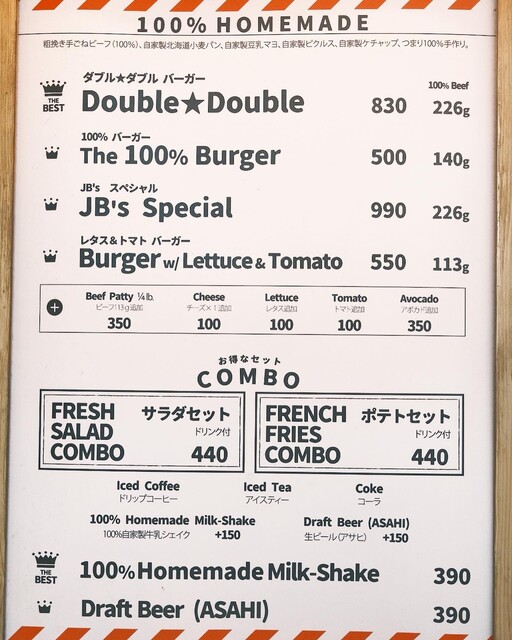 100% HOMEMADE
粗挽き手ごねビーフ(100%)、自家製北海道小麦パン、自家製豆乳マヨ、自家製ピクルス、自家製ケチャップ、つまり100%手作り。
ダブル★ダブル バーガー
100% Beef
THE BEST
Double★Double 830 226g
100% バーガー
The 100% Burger 500 140g
JB's スペシャル
JB's Special 990 226g
レタス&トマト バーガー
Burger w/ Lettuce & Tomato 550 113g
Beef Patty ¼ lb. Cheese Lettuce Tomato Avocado
ビーフ113g追加 チーズ×1追加 レタス追加 トマト追加 アボカド追加
350 100 100 100 350
お得なセット
COMBO
FRESH SALAD COMBO サラダセット
ドリンク付
440
FRENCH FRIES COMBO ポテトセット
ドリンク付
440
Iced Coffee Iced Tea Coke
ドリップコーヒー アイスティー コーラ
100% Homemade Milk-Shake Draft Beer (ASAHI)
100%自家製牛乳シェイク +150 生ビール(アサヒ) +150
THE BEST
100% Homemade Milk-Shake 390
Draft Beer (ASAHI) 390